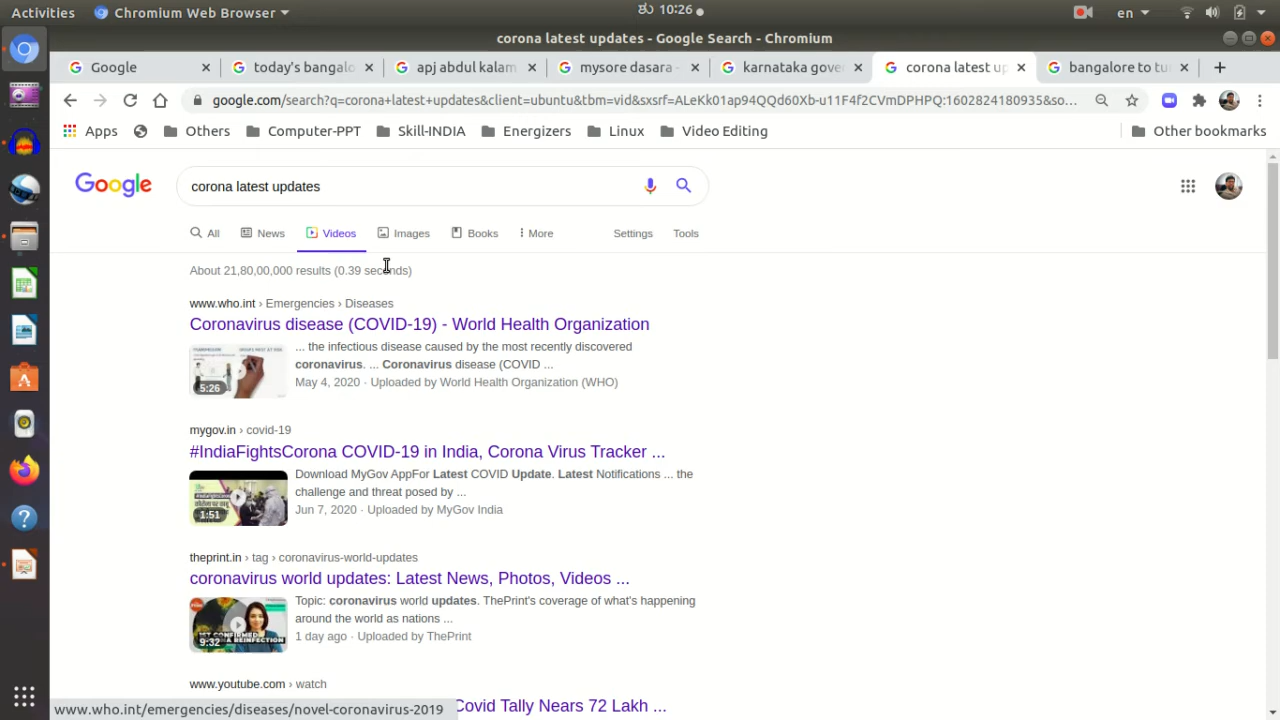 Activities Chromium Web Browser 10:26 en
corona latest updates - Google Search - Chromium
Google today's bangalo apj abdul kalam mysore dasara - karnataka gove corona latest up bangalore to tu
google.com/search?q=corona+latest+updates&client=ubuntu&tbm=vid&sxsrf=ALeKk01ap94QQd60Xb-u11F4f2CVmDPHPQ:1602824180935&so...
Apps Others Computer-PPT Skill-INDIA Energizers Linux Video Editing Other bookmarks
Google corona latest updates
All News Videos Images Books More Settings Tools
About 21,80,00,000 results (0.39 seconds)
www.who.int › Emergencies › Diseases
Coronavirus disease (COVID-19) - World Health Organization
... the infectious disease caused by the most recently discovered
coronavirus. ... Coronavirus disease (COVID ...
5:26
May 4, 2020 · Uploaded by World Health Organization (WHO)
mygov.in › covid-19
#IndiaFightsCorona COVID-19 in India, Corona Virus Tracker ...
Download MyGov AppFor Latest COVID Update. Latest Notifications ... the
challenge and threat posed by ...
1:51
Jun 7, 2020 · Uploaded by MyGov India
theprint.in › tag › coronavirus-world-updates
coronavirus world updates: Latest News, Photos, Videos ...
Topic: coronavirus world updates. ThePrint's coverage of what's happening
around the world as nations ...
9:32
1 day ago · Uploaded by ThePrint
www.youtube.com › watch
Covid Tally Nears 72 Lakh ...
www.who.int/emergencies/diseases/novel-coronavirus-2019